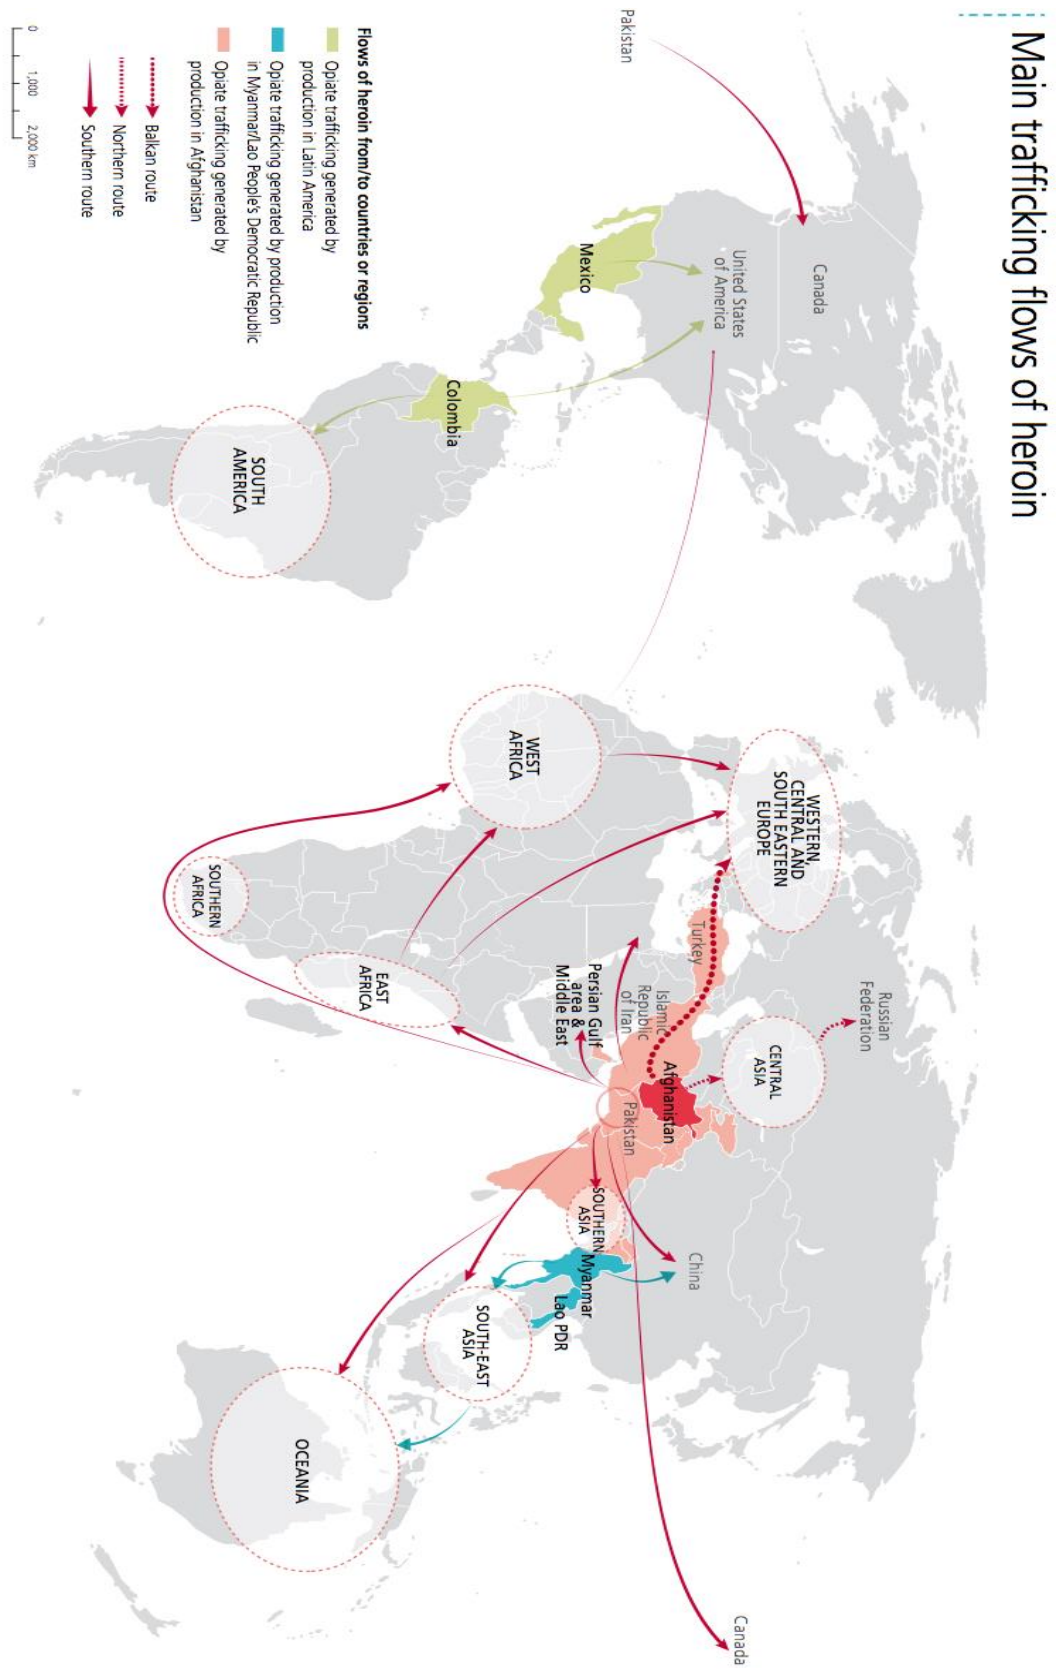 Main trafficking flows of heroin
Pakistan
Canada
United States
of America
Mexico
Colombia
SOUTH
AMERICA
Flows of heroin from/to countries or regions
Opiate trafficking generated by
production in Latin America
Opiate trafficking generated by production
in Myanmar/Lao People's Democratic Republic
Opiate trafficking generated by
production in Afghanistan
Balkan route
Northern route
Southern route
0
1,000
2,000 km
WESTERN,
CENTRAL AND
SOUTH EASTERN
EUROPE
WEST
AFRICA
SOUTHERN
AFRICA
EAST
AFRICA
Turkey
Russian
Federation
CENTRAL
ASIA
Islamic
Republic
of Iran
Persian Gulf
area &
Middle East
Afghanistan
Pakistan
SOUTHERN
ASIA
China
Myanmar
Lao PDR
SOUTH-EAST
ASIA
OCEANIA
Canada